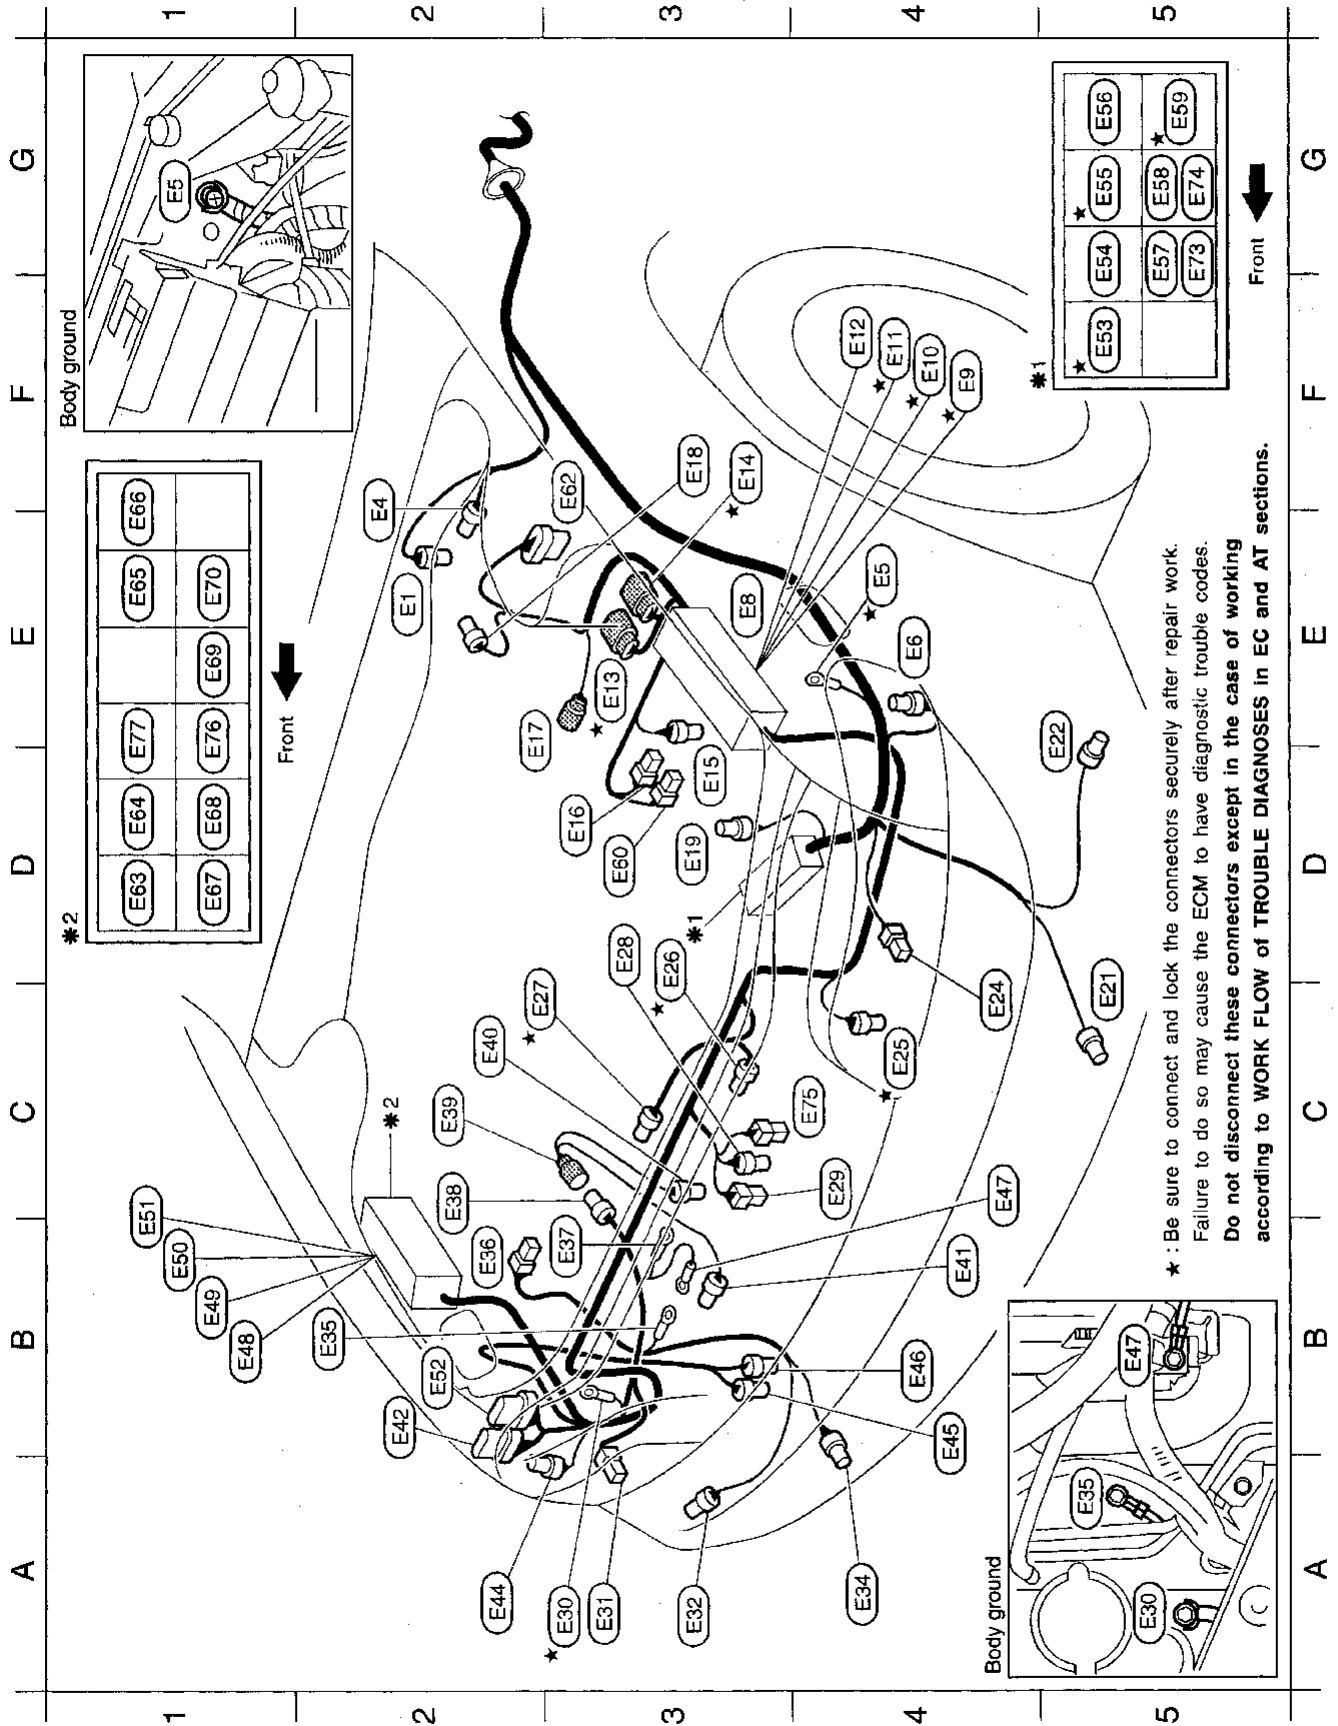 A
B
C
D
E
F
G
1
2
3
4
5
✱2
E63
E64
E77
E65
E66
E67
E68
E76
E69
E70
Front
Body ground
E5
E51
E50
E49
E48
E35
E52
E42
✱2
E39
E38
E36
E37
E40
★ E27
E28
★ E26
✱1
E4
E1
E62
E18
★ E14
E17
★ E13
E8
E16
E15
E60
E19
E12
★ E11
★ E10
★ E9
★ E5
E6
E22
E24
E21
★ E25
E75
E29
E47
E41
E46
E45
E44
★ E30
E31
E32
E34
Body ground
E30
E35
E47
✱1
★ E53
E54
★ E55
E56
E57
E58
★ E59
E73
E74
Front
★ : Be sure to connect and lock the connectors securely after repair work.
Failure to do so may cause the ECM to have diagnostic trouble codes.
Do not disconnect these connectors except in the case of working
according to WORK FLOW of TROUBLE DIAGNOSES in EC and AT sections.
A
B
C
D
E
F
G
1
2
3
4
5